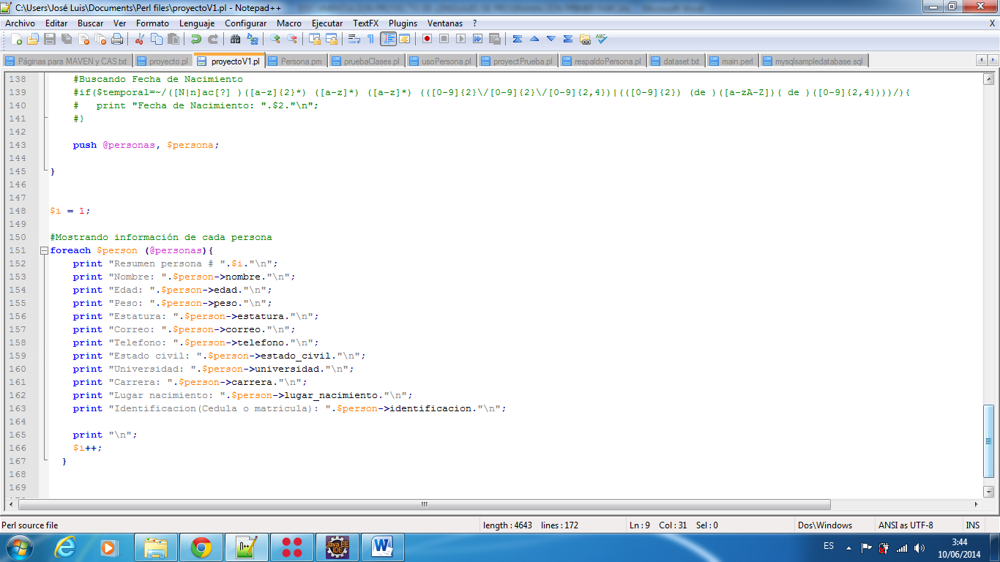 C:\Users\José Luis\Documents\Perl files\proyectoV1.pl - Notepad++
Archivo Editar Buscar Ver Formato Lenguaje Configurar Macro Ejecutar TextFX Plugins Ventanas ? X
Páginas para MAVEN y CAS.txt proyecto.pl proyectoV1.pl Persona.pm pruebaClases.pl usoPersona.pl proyectPrueba.pl respaldoPersona.pl dataset.txt main.perl mysqlsampledatabase.sql
138 #Buscando Fecha de Nacimiento
139 #if($temporal=~/([N|n]ac[?] )([a-z]{2}*) ([a-z]*) ([a-z]*) (([0-9]{2}\/[0-9]{2}\/[0-9]{2,4})|(([0-9]{2}) (de )([a-zA-Z])( de )([0-9]{2,4})))/){
140 #   print "Fecha de Nacimiento: ".$2."\n";
141 #}
142
143 push @personas, $persona;
144
145 }
146
147
148 $i = 1;
149
150 #Mostrando información de cada persona
151 foreach $person (@personas){
152 print "Resumen persona # ".$i."\n";
153 print "Nombre: ".$person->nombre."\n";
154 print "Edad: ".$person->edad."\n";
155 print "Peso: ".$person->peso."\n";
156 print "Estatura: ".$person->estatura."\n";
157 print "Correo: ".$person->correo."\n";
158 print "Telefono: ".$person->telefono."\n";
159 print "Estado civil: ".$person->estado_civil."\n";
160 print "Universidad: ".$person->universidad."\n";
161 print "Carrera: ".$person->carrera."\n";
162 print "Lugar nacimiento: ".$person->lugar_nacimiento."\n";
163 print "Identificacion(Cedula o matricula): ".$person->identificacion."\n";
164
165 print "\n";
166 $i++;
167 }
168
169
Perl source file length : 4643 lines : 172 Ln : 9 Col : 31 Sel : 0 Dos\Windows ANSI as UTF-8 INS
ES
3:44
10/06/2014